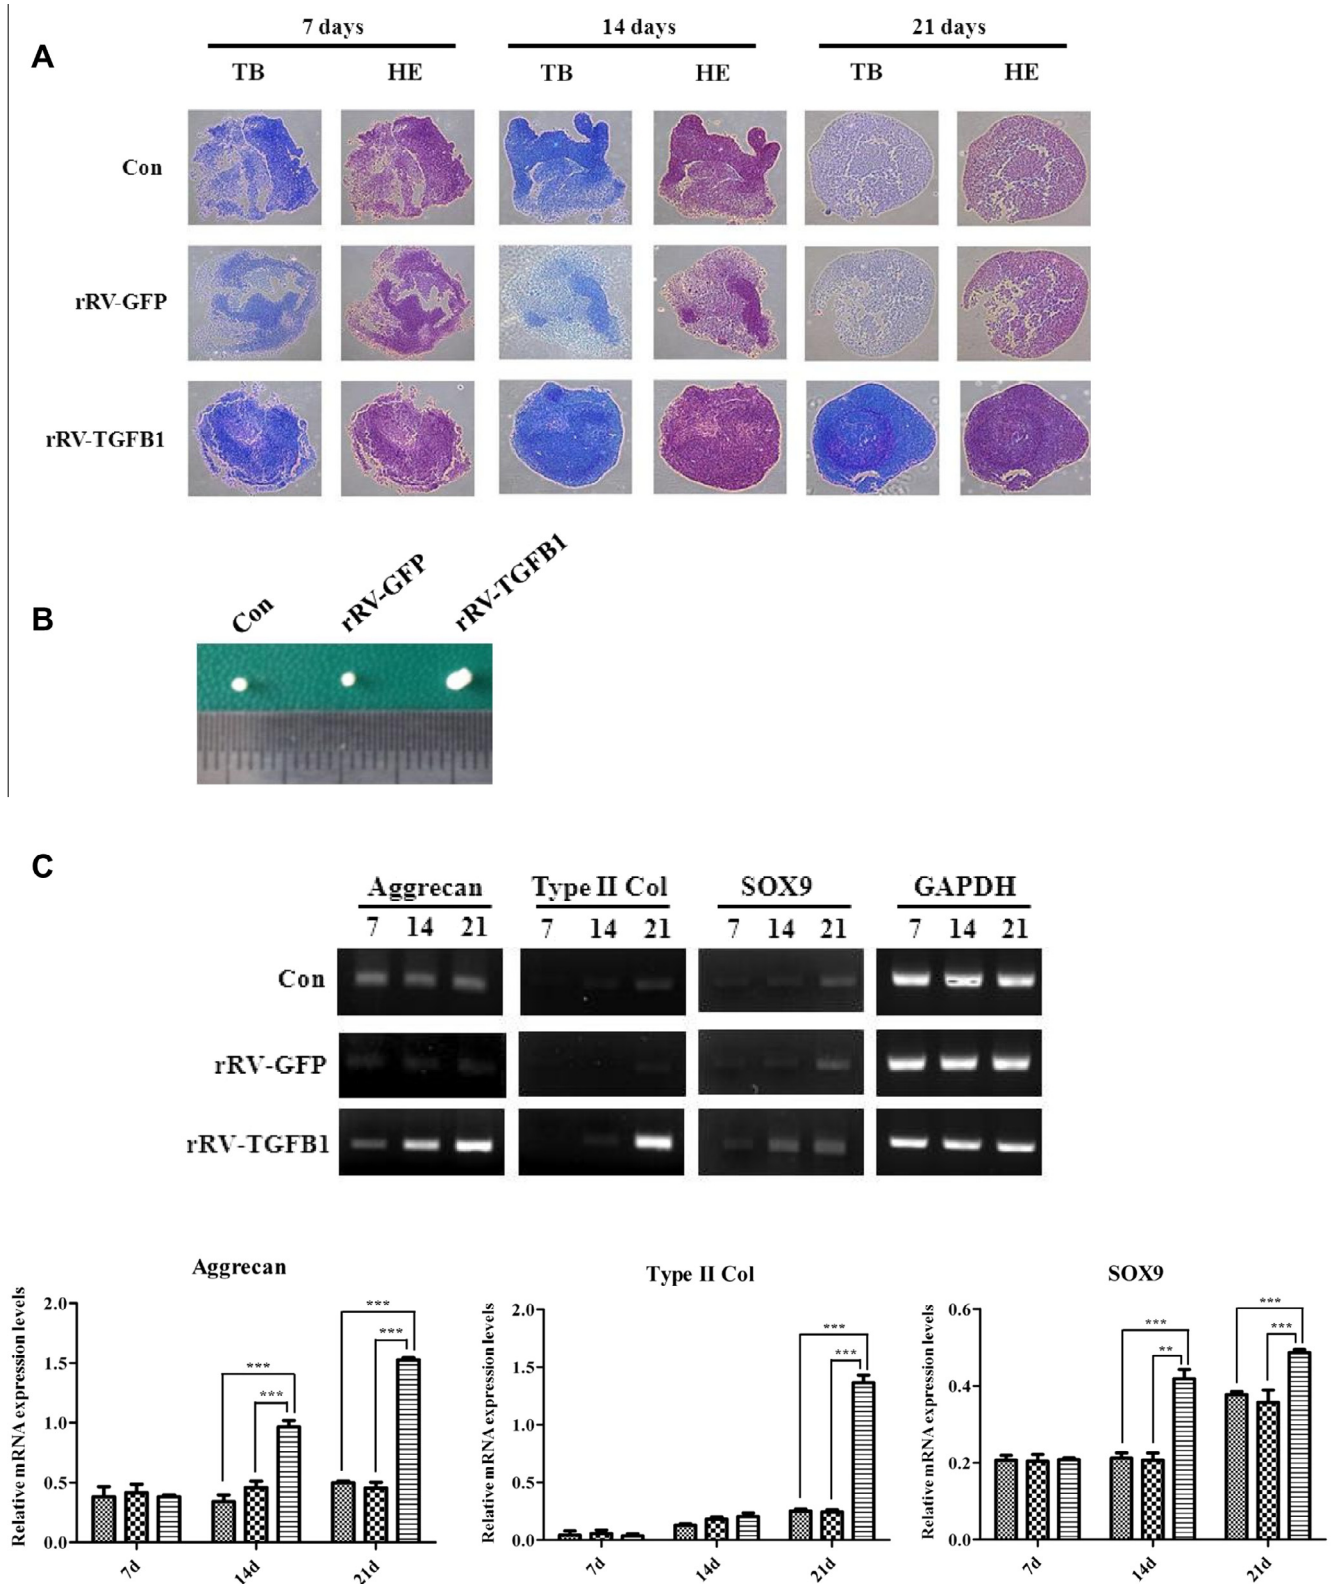 A
7 days 14 days 21 days
TB HE TB HE TB HE
Con
rRV-GFP
rRV-TGFB1
B
Con rRV-GFP rRV-TGFB1
C
Aggrecan Type II Col SOX9 GAPDH
7 14 21 7 14 21 7 14 21 7 14 21
Con
rRV-GFP
rRV-TGFB1
Aggrecan
Relative mRNA expression levels
2.0
1.5
1.0
0.5
0.0
*** *** *** ***
7d 14d 21d
Type II Col
Relative mRNA expression levels
2.0
1.5
1.0
0.5
0.0
*** ***
7d 14d 21d
SOX9
Relative mRNA expression levels
0.6
0.4
0.2
0.0
*** ** *** ***
7d 14d 21d